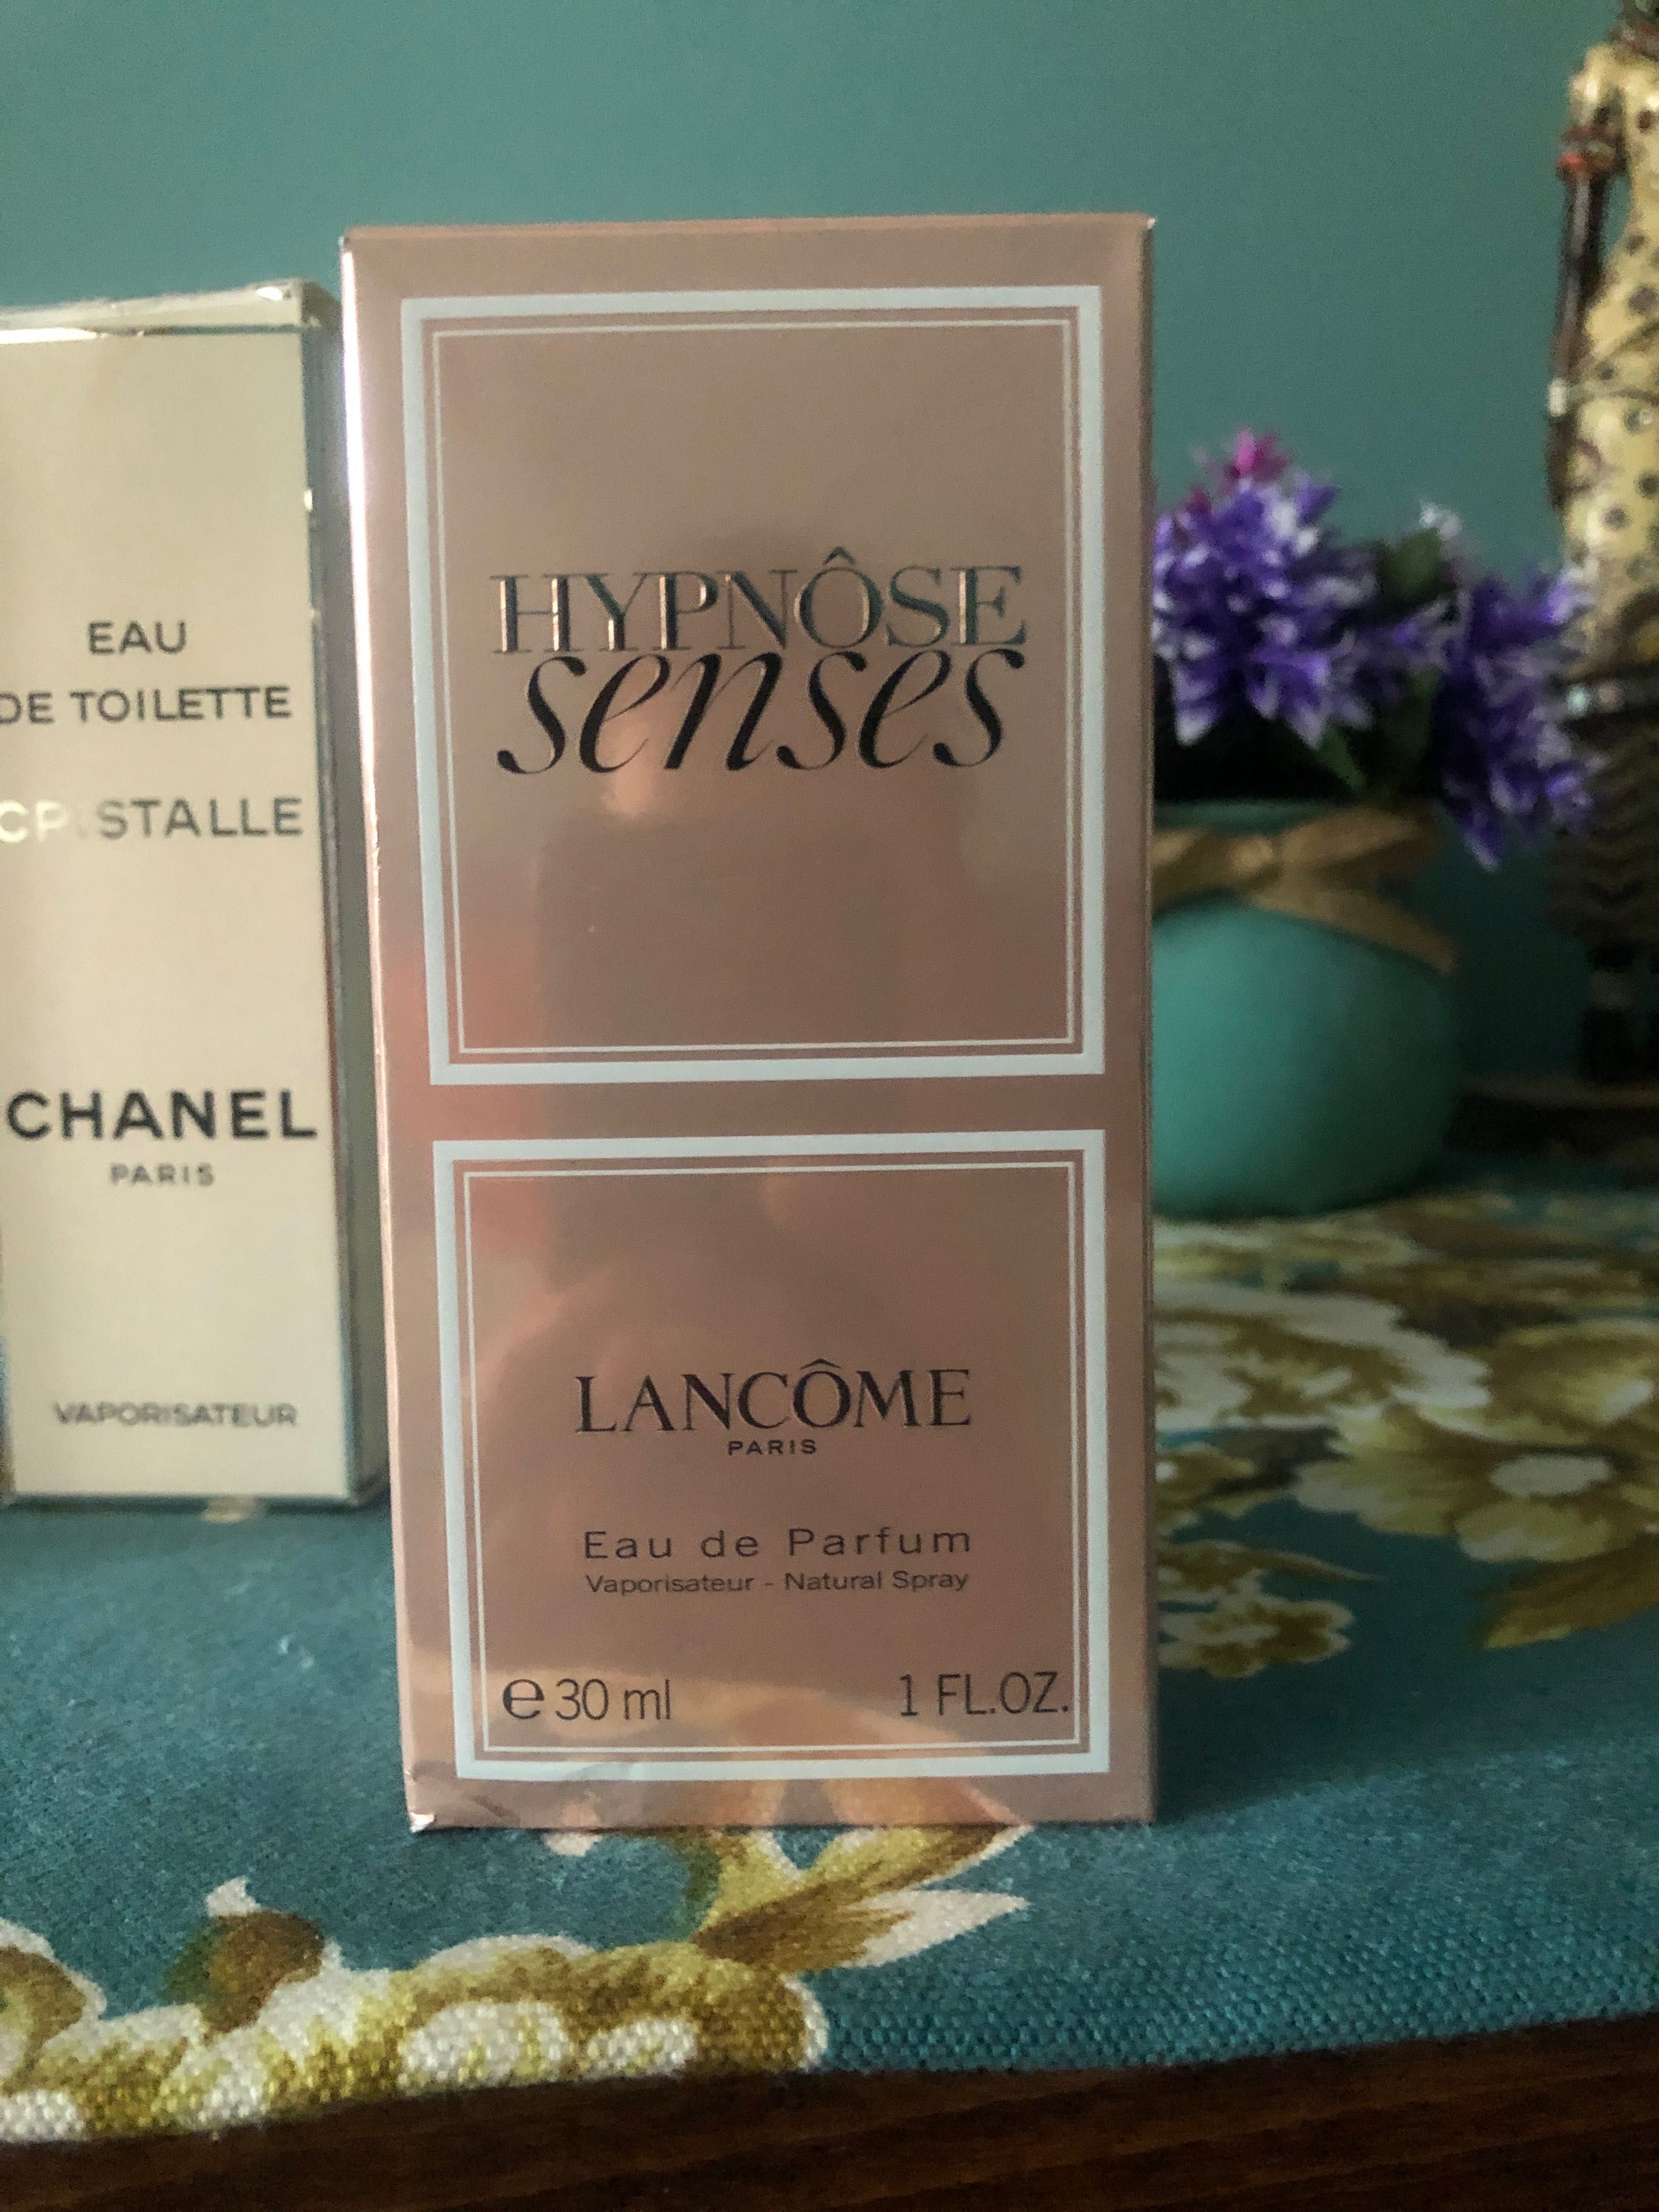 EAU
DE TOILETTE
CRISTALLE
CHANEL
PARIS
VAPORISATEUR
HYPNÔSE
senses
LANCÔME
PARIS
Eau de Parfum
Vaporisateur - Natural Spray
℮ 30 ml 1 FL.OZ.